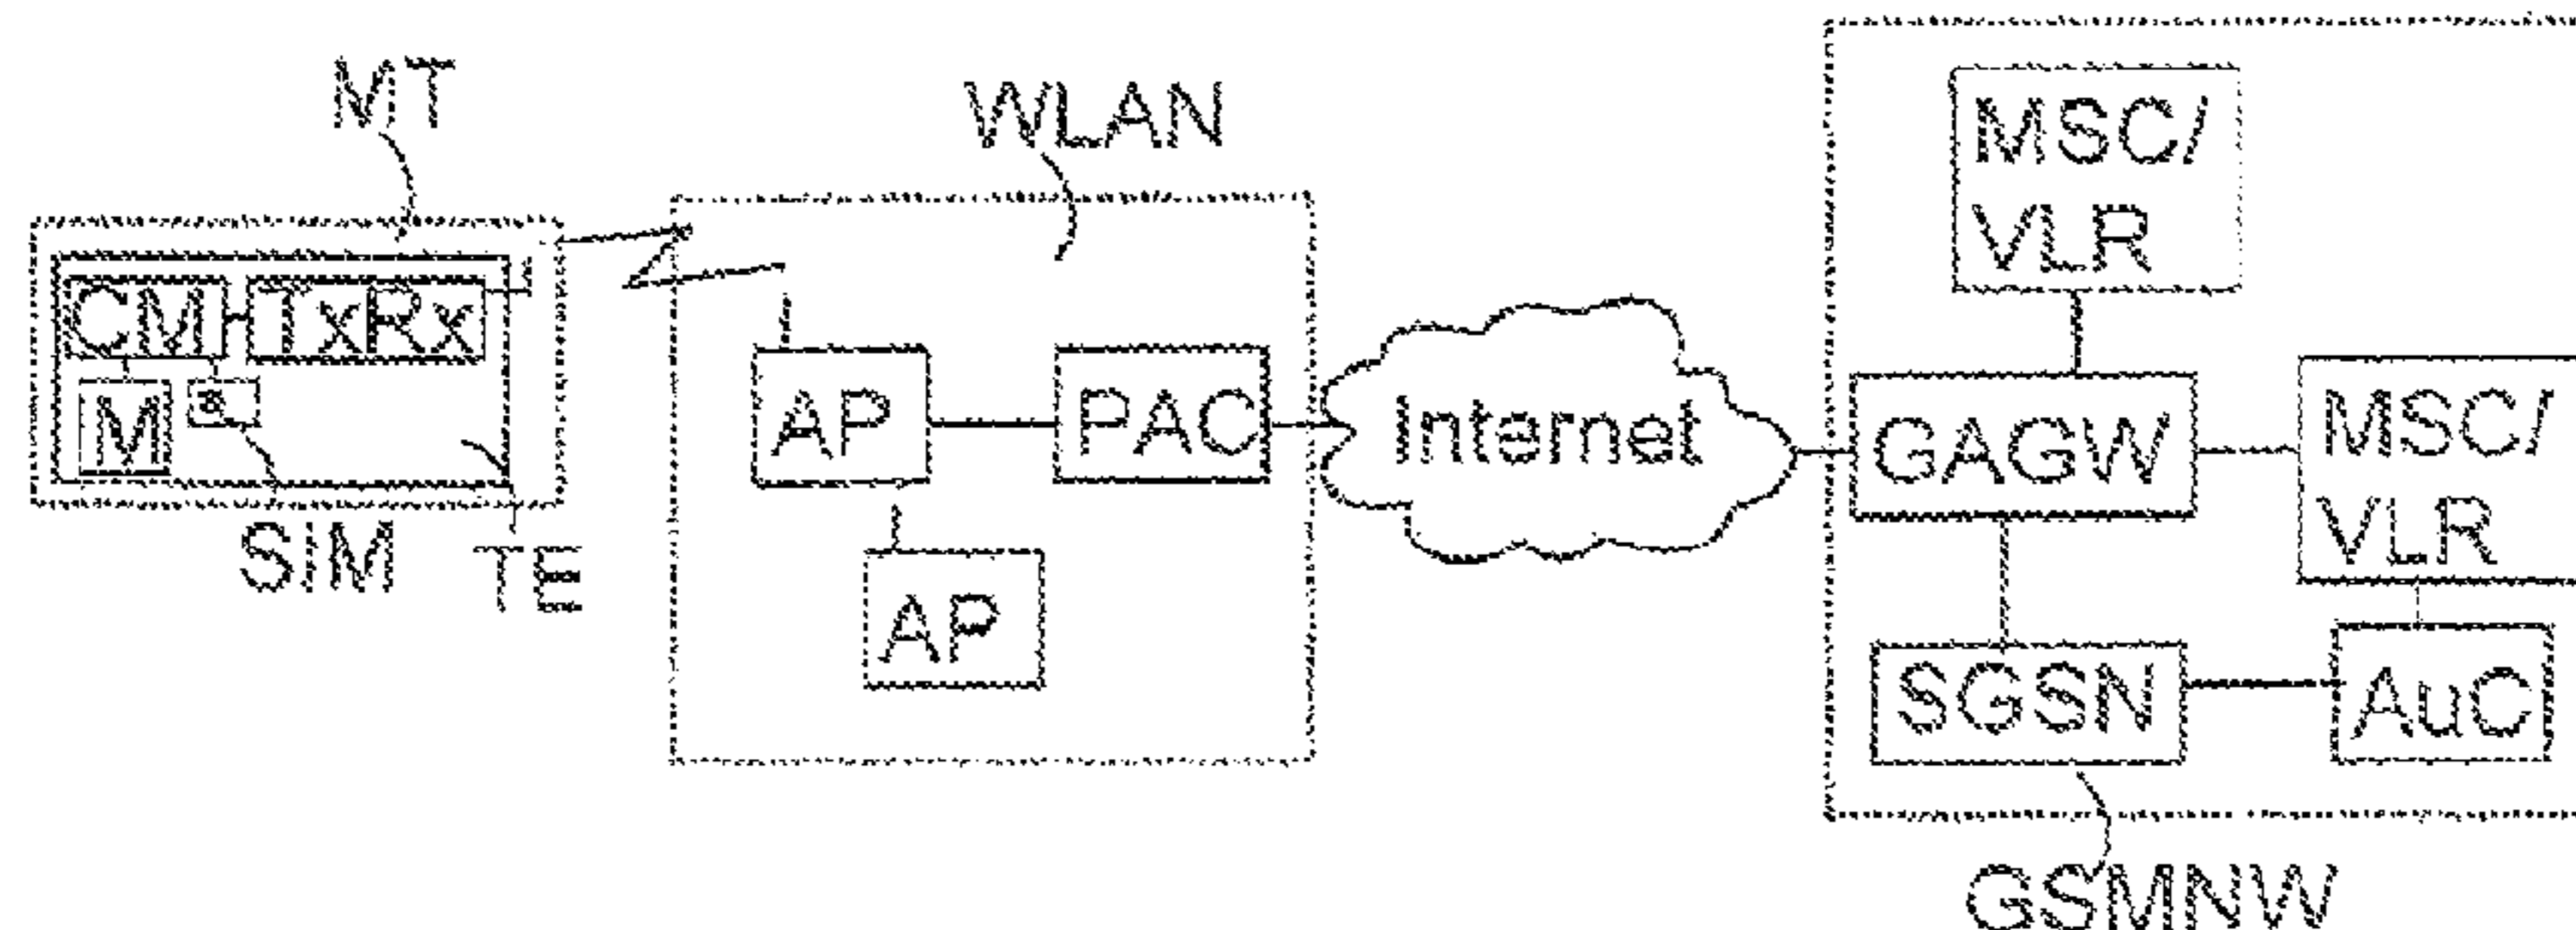 MT
WLAN
MSC/
VLR
CM
TxRx
M
SIM
TE
AP
PAC
AP
Internet
GAGW
MSC/
VLR
SGSN
AuC
GSMNW